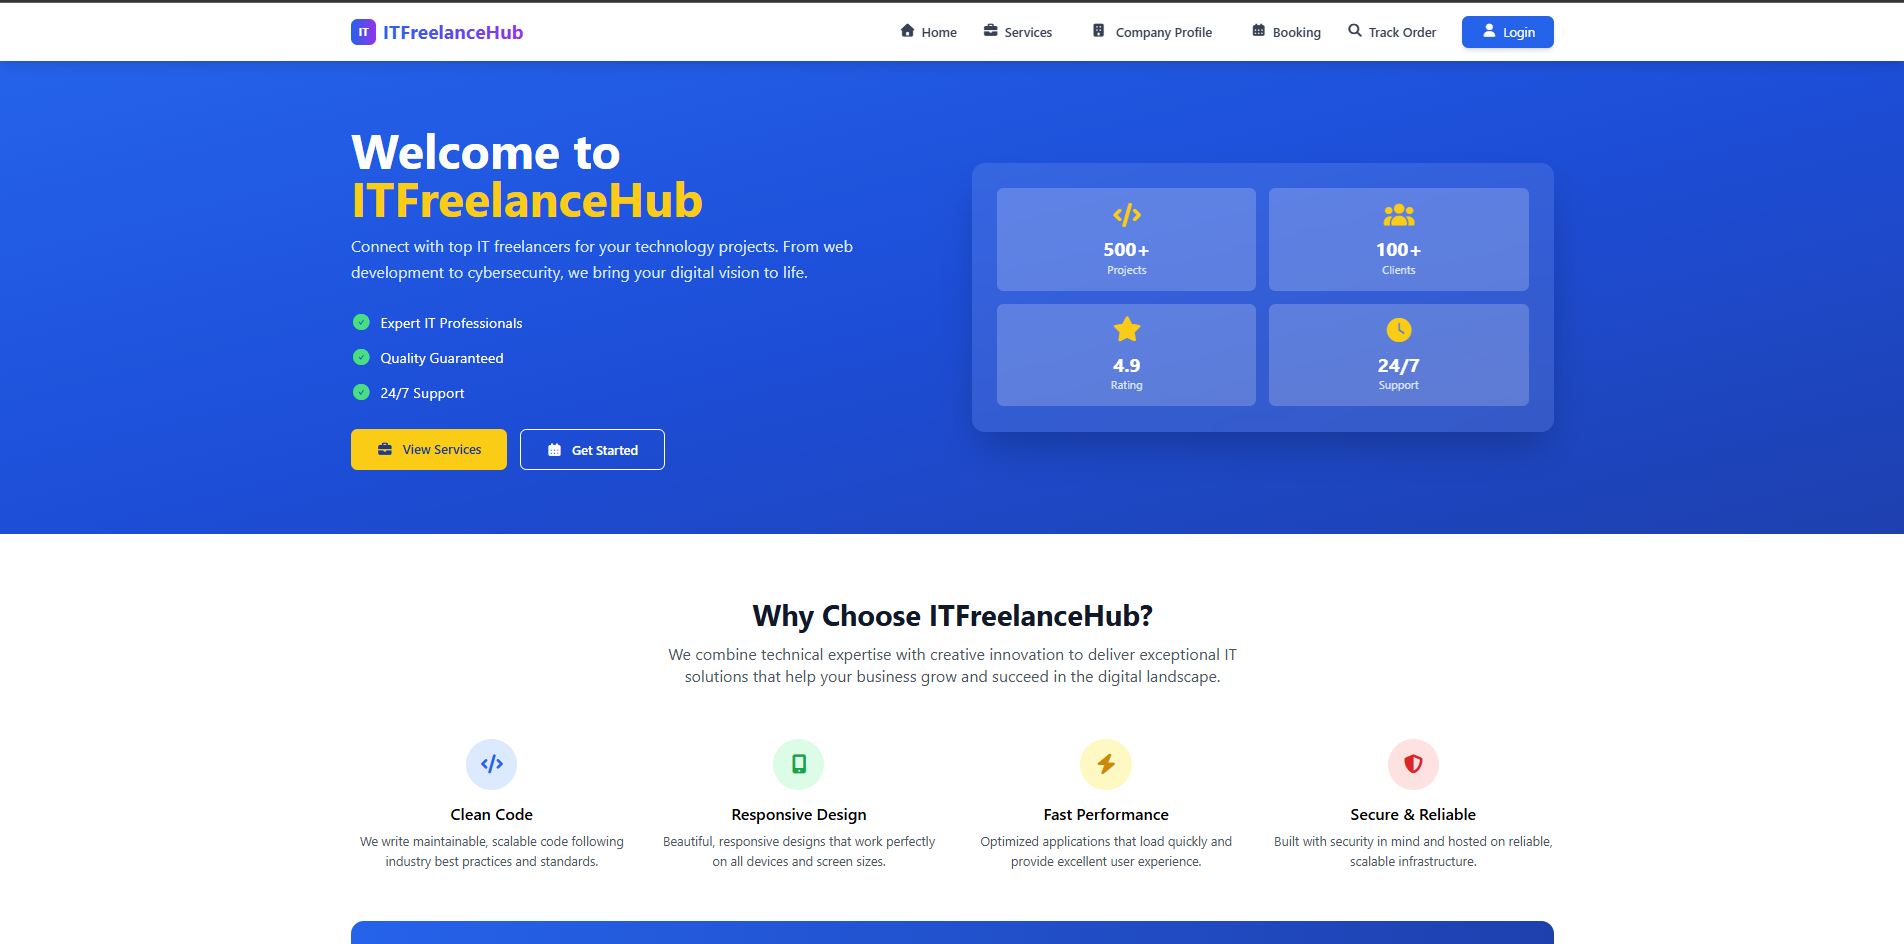 IT ITFreelanceHub
Home Services Company Profile Booking Track Order Login
Welcome to
ITFreelanceHub
Connect with top IT freelancers for your technology projects. From web
development to cybersecurity, we bring your digital vision to life.
Expert IT Professionals
Quality Guaranteed
24/7 Support
View Services Get Started
500+
Projects
100+
Clients
4.9
Rating
24/7
Support
Why Choose ITFreelanceHub?
We combine technical expertise with creative innovation to deliver exceptional IT
solutions that help your business grow and succeed in the digital landscape.
Clean Code
We write maintainable, scalable code following
industry best practices and standards.
Responsive Design
Beautiful, responsive designs that work perfectly
on all devices and screen sizes.
Fast Performance
Optimized applications that load quickly and
provide excellent user experience.
Secure & Reliable
Built with security in mind and hosted on reliable,
scalable infrastructure.